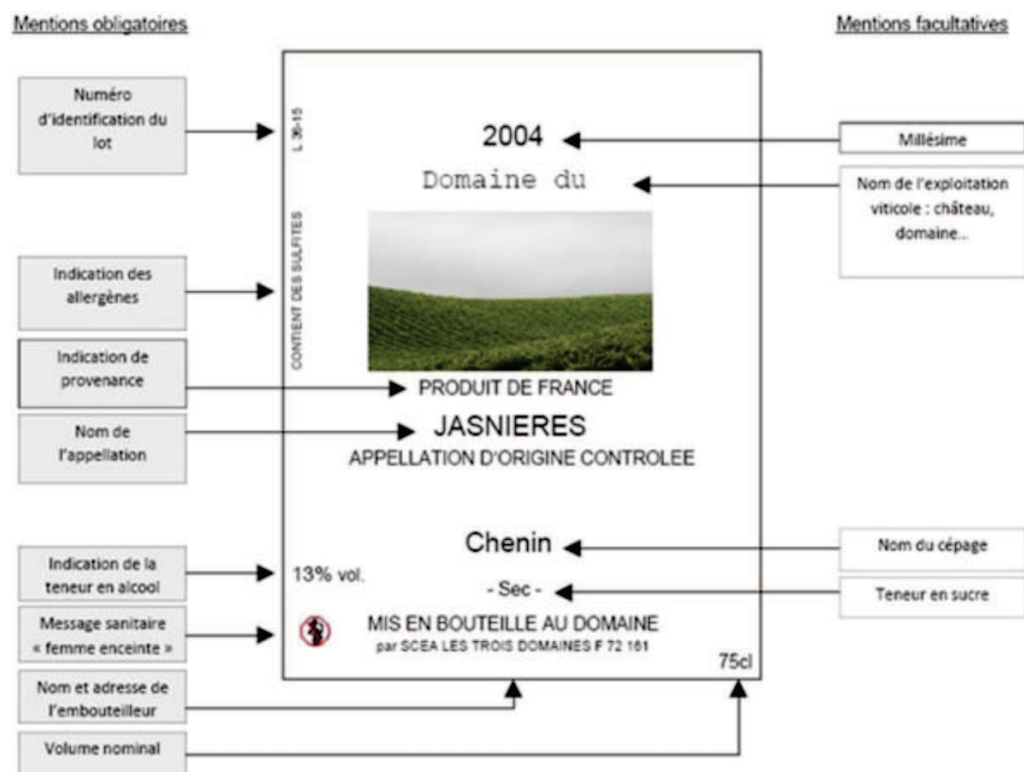 Mentions obligatoires
Mentions facultatives
Numéro
d'identification du
lot
Indication des
allergènes
Indication de
provenance
Nom de
l'appellation
Indication de la
teneur en alcool
Message sanitaire
« femme enceinte »
Nom et adresse de
l'embouteilleur
Volume nominal
L 36-15
CONTIENT DES SULFITES
2004
Domaine du
PRODUIT DE FRANCE
JASNIERES
APPELLATION D'ORIGINE CONTROLEE
Chenin
13% vol.
- Sec -
MIS EN BOUTEILLE AU DOMAINE
par SCEA LES TROIS DOMAINES F 72 161
75cl
Millésime
Nom de l'exploitation
viticole : château,
domaine...
Nom du cépage
Teneur en sucre